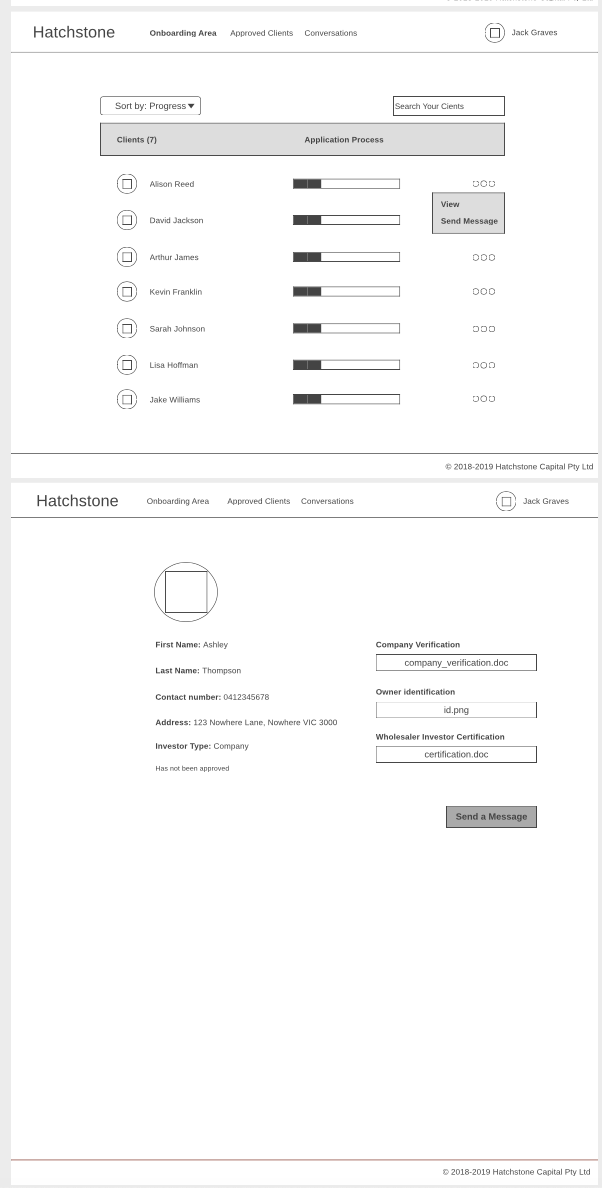 Hatchstone Onboarding Area Approved Clients Conversations Jack Graves
Sort by: Progress Search Your Cients
Clients (7) Application Process
Alison Reed
View
David Jackson Send Message
Arthur James
Kevin Franklin
Sarah Johnson
Lisa Hoffman
Jake Williams
© 2018-2019 Hatchstone Capital Pty Ltd
Hatchstone Onboarding Area Approved Clients Conversations Jack Graves
First Name: Ashley
Last Name: Thompson
Contact number: 0412345678
Address: 123 Nowhere Lane, Nowhere VIC 3000
Investor Type: Company
Has not been approved
Company Verification
company_verification.doc
Owner identification
id.png
Wholesaler Investor Certification
certification.doc
Send a Message
© 2018-2019 Hatchstone Capital Pty Ltd